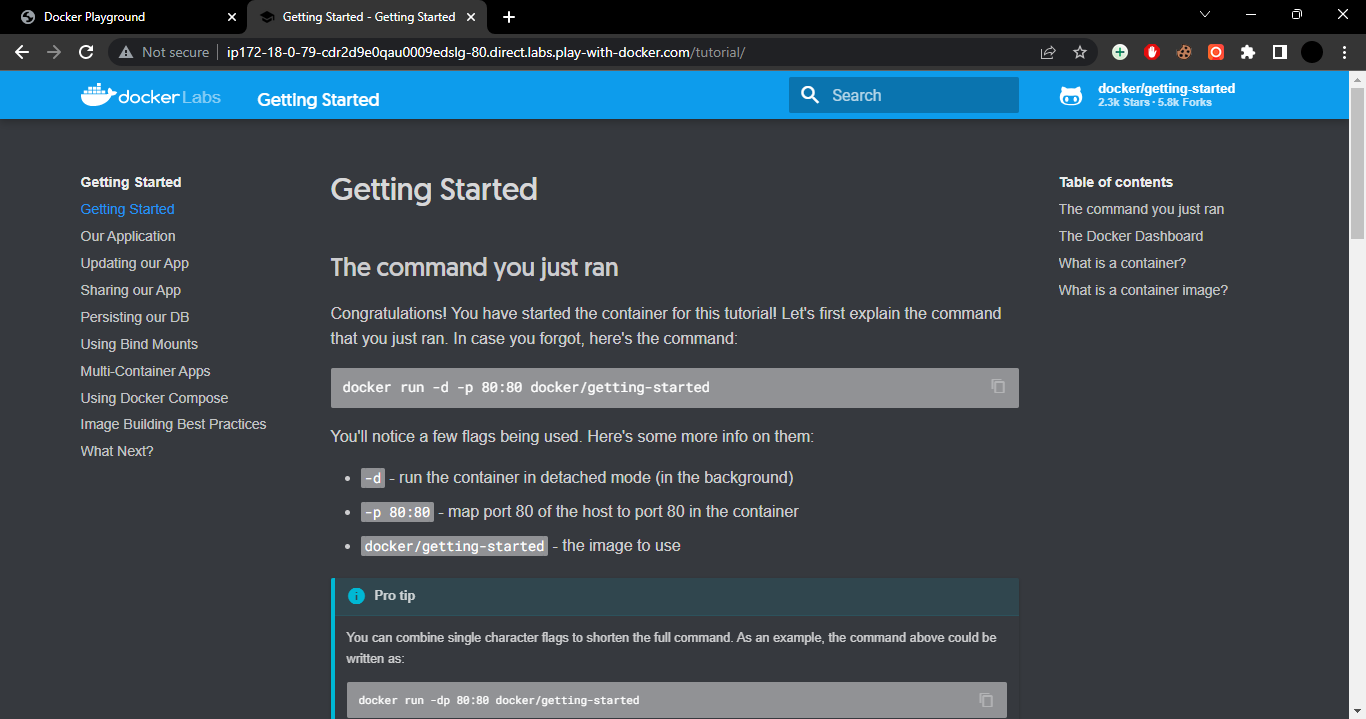 Docker Playground
Getting Started - Getting Started
Not secure
ip172-18-0-79-cdr2d9e0qau0009edslg-80.direct.labs.play-with-docker.com/tutorial/
docker Labs
Getting Started
Search
docker/getting-started
2.3k Stars · 5.8k Forks
Getting Started
Getting Started
Our Application
Updating our App
Sharing our App
Persisting our DB
Using Bind Mounts
Multi-Container Apps
Using Docker Compose
Image Building Best Practices
What Next?
Getting Started
The command you just ran
Congratulations! You have started the container for this tutorial! Let's first explain the command
that you just ran. In case you forgot, here's the command:
docker run -d -p 80:80 docker/getting-started
You'll notice a few flags being used. Here's some more info on them:
-d - run the container in detached mode (in the background)
-p 80:80 - map port 80 of the host to port 80 in the container
docker/getting-started - the image to use
Pro tip
You can combine single character flags to shorten the full command. As an example, the command above could be
written as:
docker run -dp 80:80 docker/getting-started
Table of contents
The command you just ran
The Docker Dashboard
What is a container?
What is a container image?